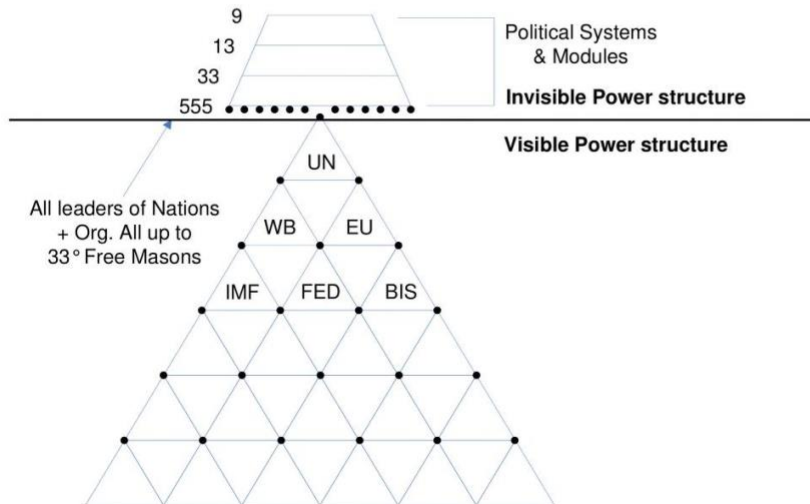 9
13
33
555
Political Systems
& Modules
Invisible Power structure
Visible Power structure
All leaders of Nations
+ Org. All up to
33° Free Masons
UN
WB EU
IMF FED BIS